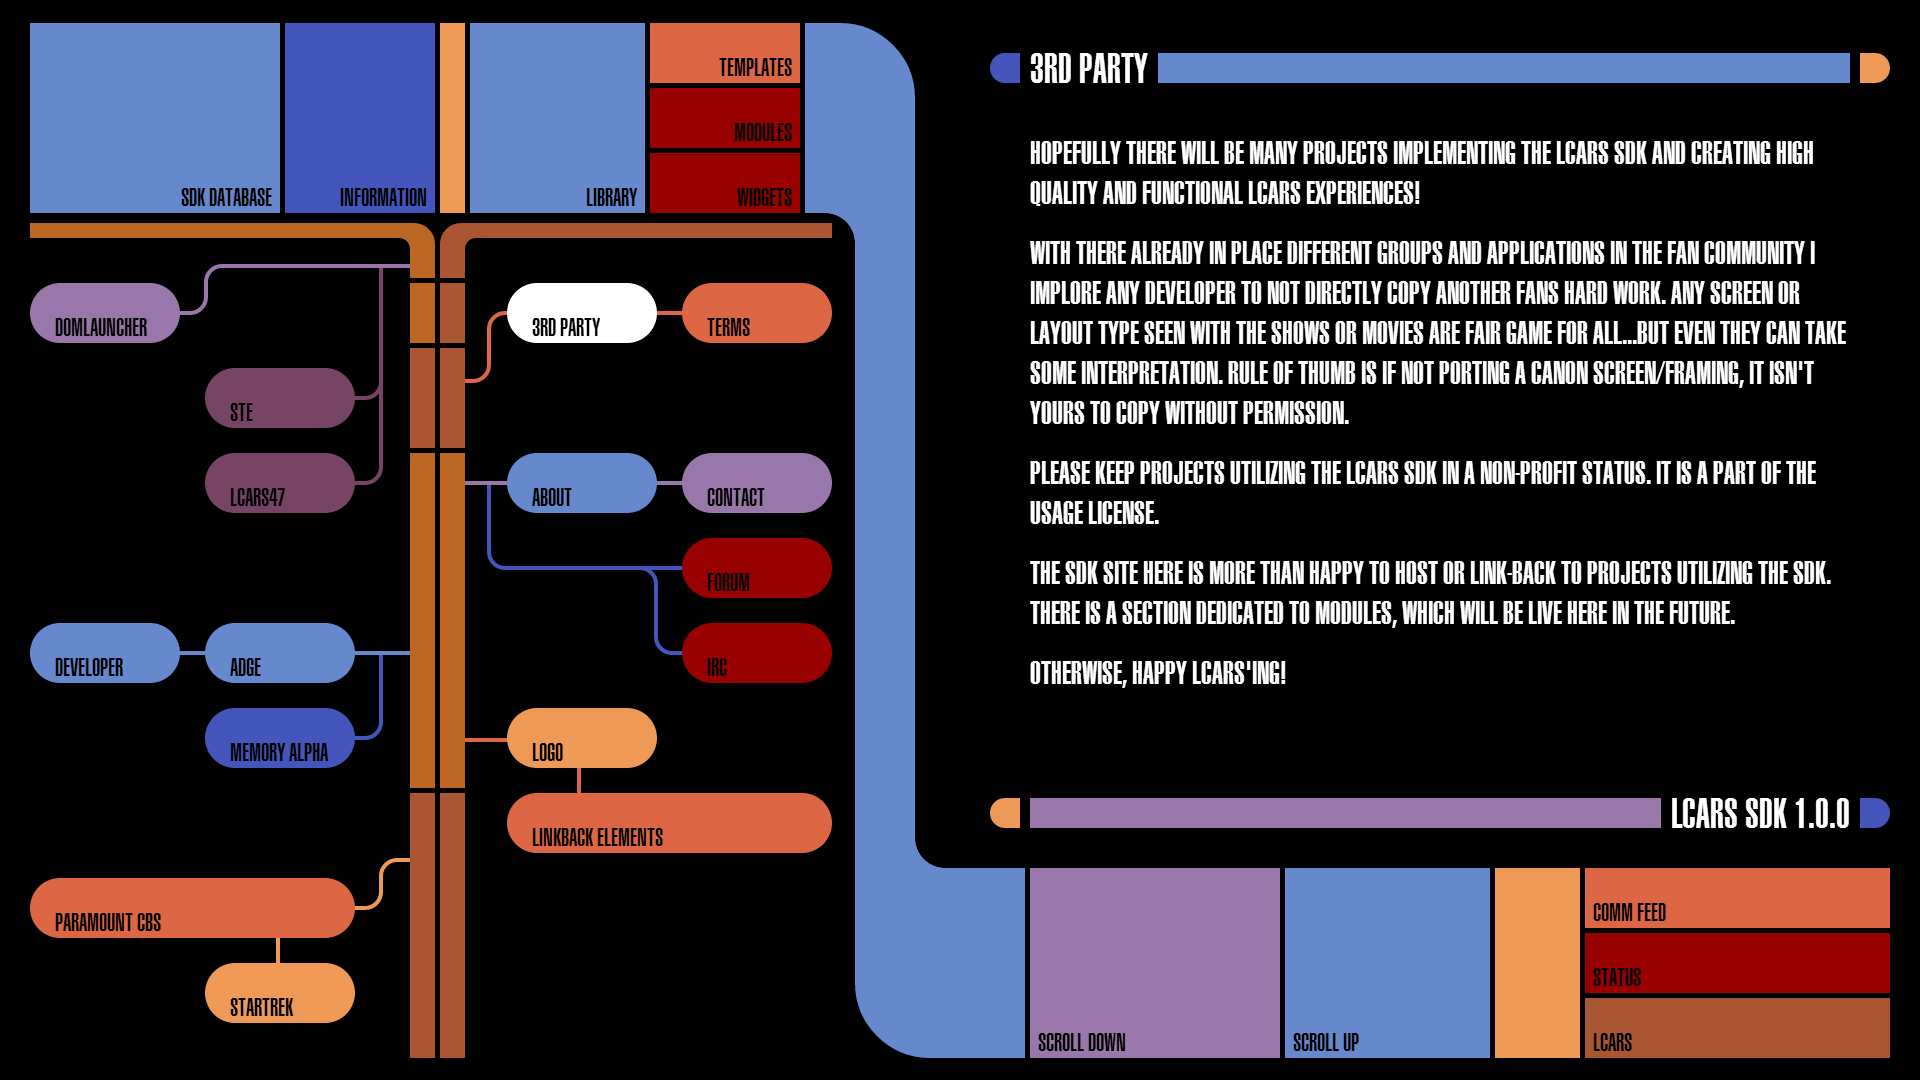 SDK DATABASE
INFORMATION
LIBRARY
TEMPLATES
MODULES
WIDGETS
DOMLAUNCHER
STE
LCARS47
DEVELOPER
ADGE
MEMORY ALPHA
PARAMOUNT CBS
STARTREK
3RD PARTY
TERMS
ABOUT
CONTACT
FORUM
IRC
LOGO
LINKBACK ELEMENTS
3RD PARTY
HOPEFULLY THERE WILL BE MANY PROJECTS IMPLEMENTING THE LCARS SDK AND CREATING HIGH
QUALITY AND FUNCTIONAL LCARS EXPERIENCES!
WITH THERE ALREADY IN PLACE DIFFERENT GROUPS AND APPLICATIONS IN THE FAN COMMUNITY I
IMPLORE ANY DEVELOPER TO NOT DIRECTLY COPY ANOTHER FANS HARD WORK. ANY SCREEN OR
LAYOUT TYPE SEEN WITH THE SHOWS OR MOVIES ARE FAIR GAME FOR ALL...BUT EVEN THEY CAN TAKE
SOME INTERPRETATION. RULE OF THUMB IS IF NOT PORTING A CANON SCREEN/FRAMING, IT ISN'T
YOURS TO COPY WITHOUT PERMISSION.
PLEASE KEEP PROJECTS UTILIZING THE LCARS SDK IN A NON-PROFIT STATUS. IT IS A PART OF THE
USAGE LICENSE.
THE SDK SITE HERE IS MORE THAN HAPPY TO HOST OR LINK-BACK TO PROJECTS UTILIZING THE SDK.
THERE IS A SECTION DEDICATED TO MODULES, WHICH WILL BE LIVE HERE IN THE FUTURE.
OTHERWISE, HAPPY LCARS'ING!
LCARS SDK 1.0.0
SCROLL DOWN
SCROLL UP
COMM FEED
STATUS
LCARS